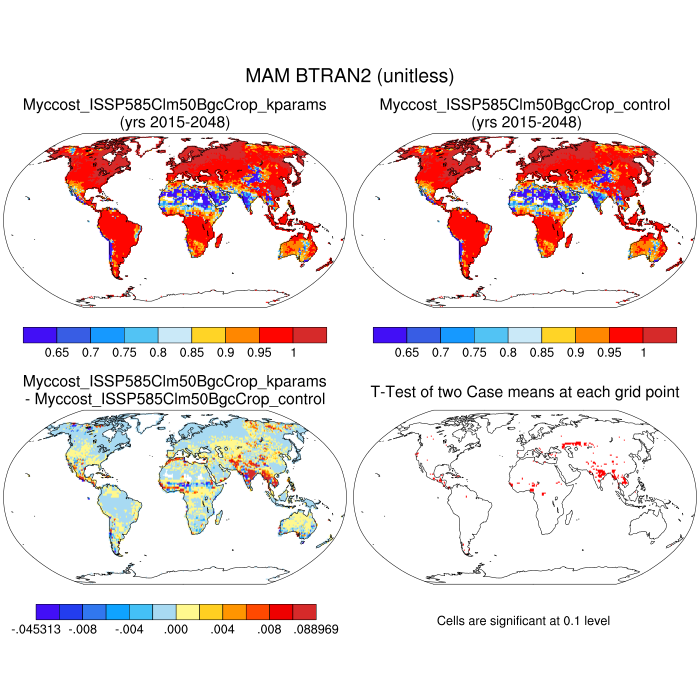 MAM BTRAN2 (unitless)
Myccost_ISSP585Clm50BgcCrop_kparams
(yrs 2015-2048)
Myccost_ISSP585Clm50BgcCrop_control
(yrs 2015-2048)
0.65 0.7 0.75 0.8 0.85 0.9 0.95 1
0.65 0.7 0.75 0.8 0.85 0.9 0.95 1
Myccost_ISSP585Clm50BgcCrop_kparams
- Myccost_ISSP585Clm50BgcCrop_control
T-Test of two Case means at each grid point
-.045313 -.008 -.004 .000 .004 .008 .088969
Cells are significant at 0.1 level